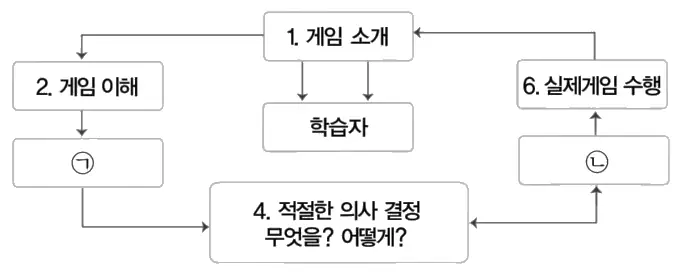 1. 게임 소개
2. 게임 이해
6. 실제게임 수행
학습자
㉠
㉡
4. 적절한 의사 결정
무엇을? 어떻게?